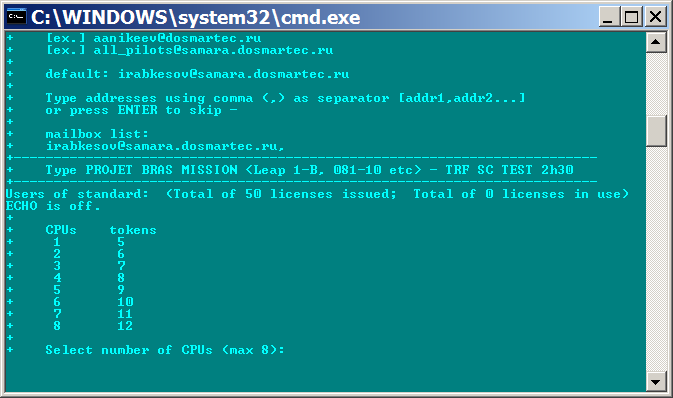 C:\WINDOWS\system32\cmd.exe
+ [ex.] aanikeev@dosmartec.ru
+ [ex.] all_pilots@samara.dosmartec.ru
+
+ default: irabkesov@samara.dosmartec.ru
+
+ Type addresses using comma (,) as separator [addr1,addr2...]
+ or press ENTER to skip -
+
+ mailbox list:
+ irabkesov@samara.dosmartec.ru,
+------------------------------------------------------------------------
+ Type PROJET BRAS MISSION <Leap 1-B, 081-10 etc> - TRF SC TEST 2h30
+------------------------------------------------------------------------
Users of standard: (Total of 50 licenses issued; Total of 0 licenses in use)
ECHO is off.
+
+ CPUs tokens
+ 1 5
+ 2 6
+ 3 7
+ 4 8
+ 5 9
+ 6 10
+ 7 11
+ 8 12
+
+ Select number of CPUs (max 8):